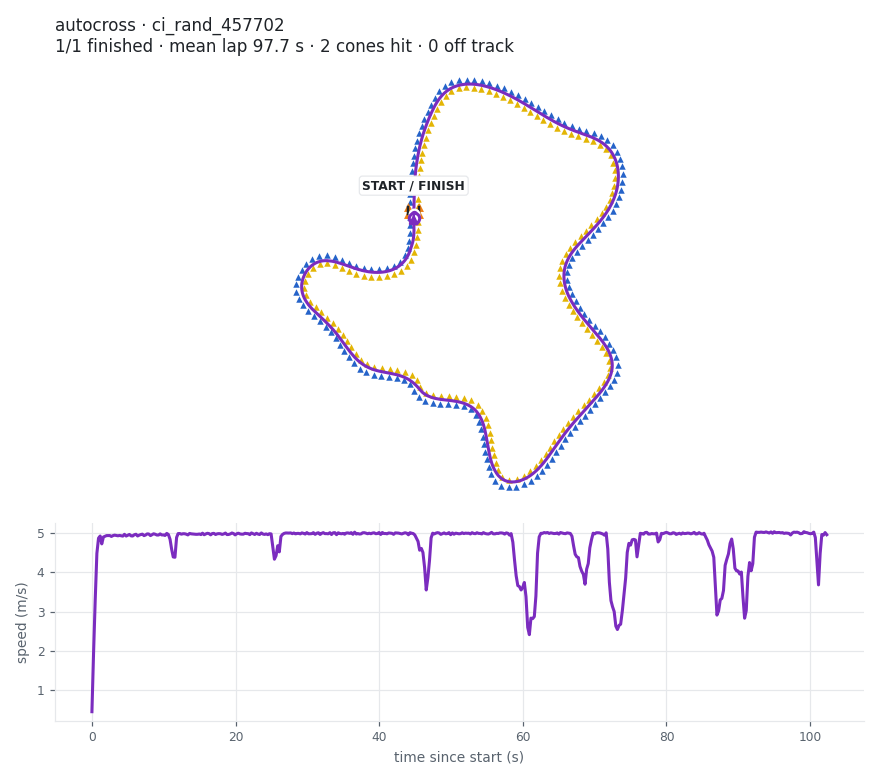 autocross · ci_rand_457702
1/1 finished · mean lap 97.7 s · 2 cones hit · 0 off track
START / FINISH
5
4
3
2
1
speed (m/s)
0 20 40 60 80 100
time since start (s)